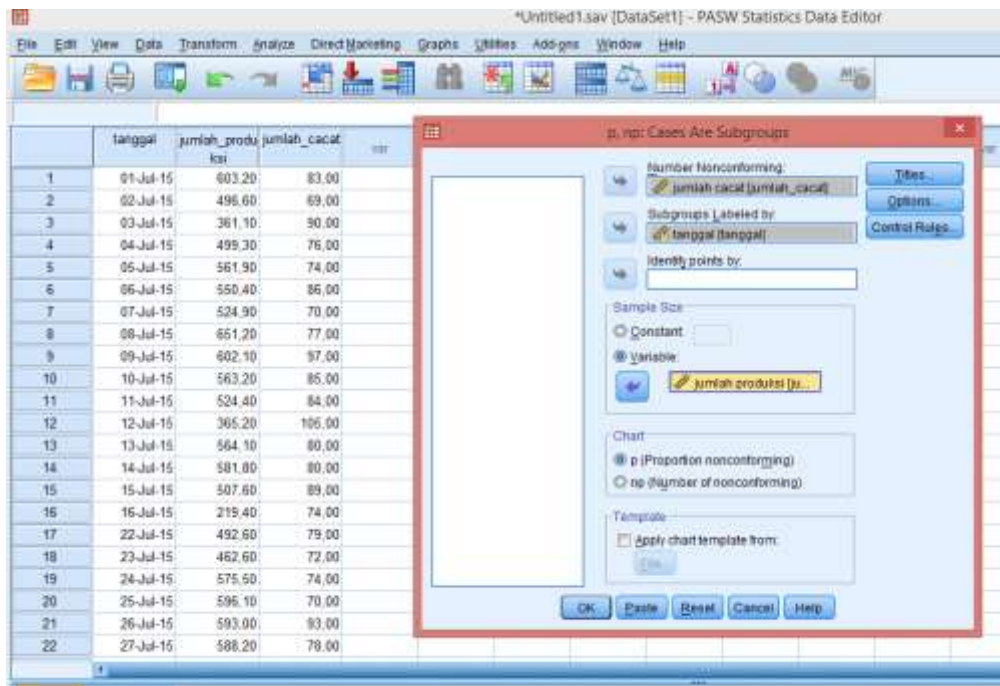 *Untitled1.sav [DataSet1] - PASW Statistics Data Editor
File Edit View Data Transform Analyze Direct Marketing Graphs Utilities Add-ons Window Help
tanggal jumlah_produksi jumlah_cacat var
1 01-Jul-15 603,20 83,00
2 02-Jul-15 496,60 69,00
3 03-Jul-15 361,10 90,00
4 04-Jul-15 499,30 76,00
5 05-Jul-15 561,90 74,00
6 06-Jul-15 550,40 86,00
7 07-Jul-15 524,90 70,00
8 08-Jul-15 651,20 77,00
9 09-Jul-15 602,10 97,00
10 10-Jul-15 563,20 85,00
11 11-Jul-15 524,40 84,00
12 12-Jul-15 365,20
13 13-Jul-15 564,10 80,00
14 14-Jul-15 581,80 80,00
15 15-Jul-15 507,60 89,00
16 16-Jul-15 219,40 74,00
17 22-Jul-15 492,60 79,00
18 23-Jul-15 462,60 72,00
19 24-Jul-15 575,50 74,00
20 25-Jul-15 596,10 70,00
21 26-Jul-15 593,00 93,00
22 27-Jul-15 588,20 78,00
p, np: Cases Are Subgroups
Number Nonconforming:
jumlah cacat [jumlah_cacat]
Subgroups Labeled by:
tanggal [tanggal]
Identify points by:
Titles...
Options...
Control Rules...
Sample Size
Constant
Variable:
jumlah produksi [ju...
Chart
p (Proportion nonconforming)
np (Number of nonconforming)
Template
Apply chart template from:
File...
OK Paste Reset Cancel Help